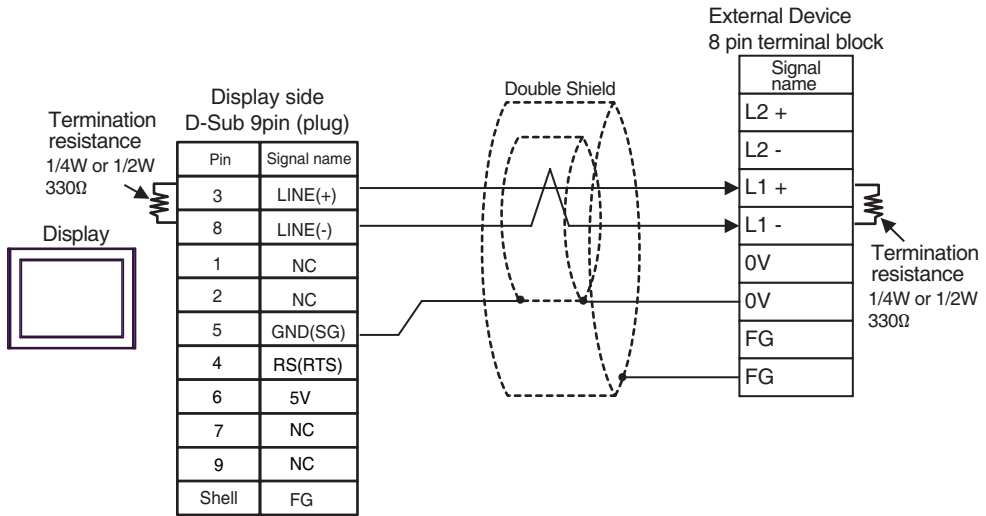 External Device
8 pin terminal block
Signal
name
L2 +
L2 -
L1 +
L1 -
0V
0V
FG
FG
Double Shield
Display side
D-Sub 9pin (plug)
Termination
resistance
1/4W or 1/2W
330Ω
Display
Pin Signal name
3 LINE(+)
8 LINE(-)
1 NC
2 NC
5 GND(SG)
4 RS(RTS)
6 5V
7 NC
9 NC
Shell FG
Termination
resistance
1/4W or 1/2W
330Ω